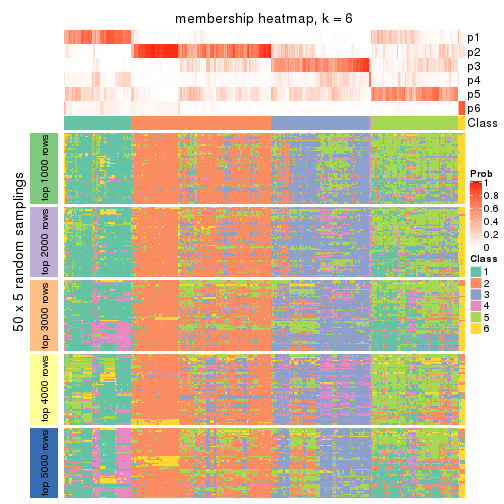 membership heatmap, k = 6
p1
p2
p3
p4
p5
p6
Class
50 x 5 random samplings
top 1000 rows
top 2000 rows
top 3000 rows
top 4000 rows
top 5000 rows
Prob
1
0.8
0.6
0.4
0.2
0
Class
1
2
3
4
5
6